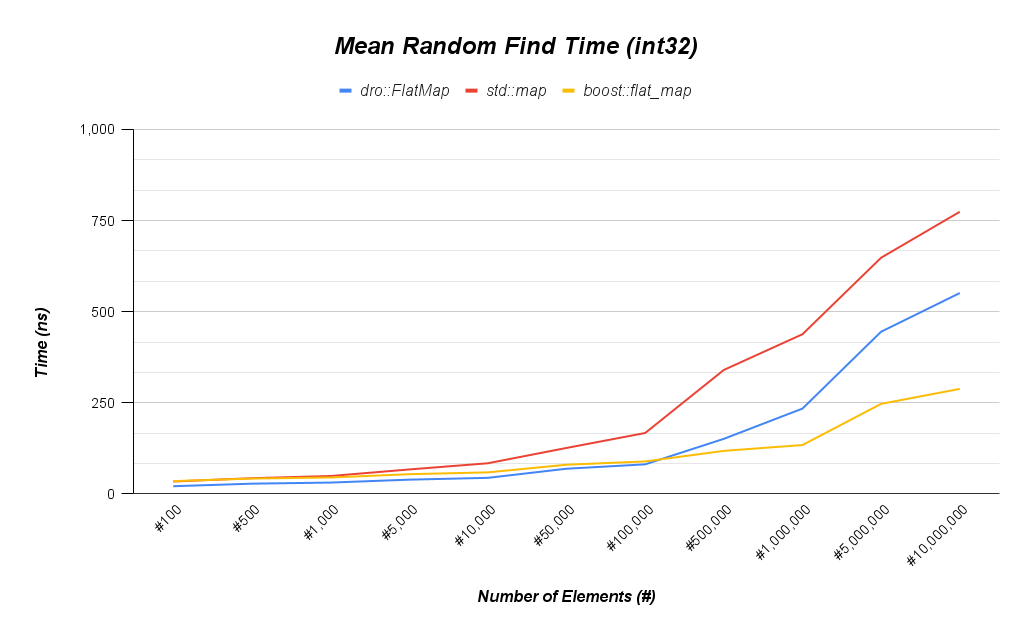 Mean Random Find Time (int32)
dro::FlatMap std::map boost::flat_map
1,000
750
500
250
0
Time (ns)
#100 #500 #1,000 #5,000 #10,000 #50,000 #100,000 #500,000 #1,000,000 #5,000,000 #10,000,000
Number of Elements (#)